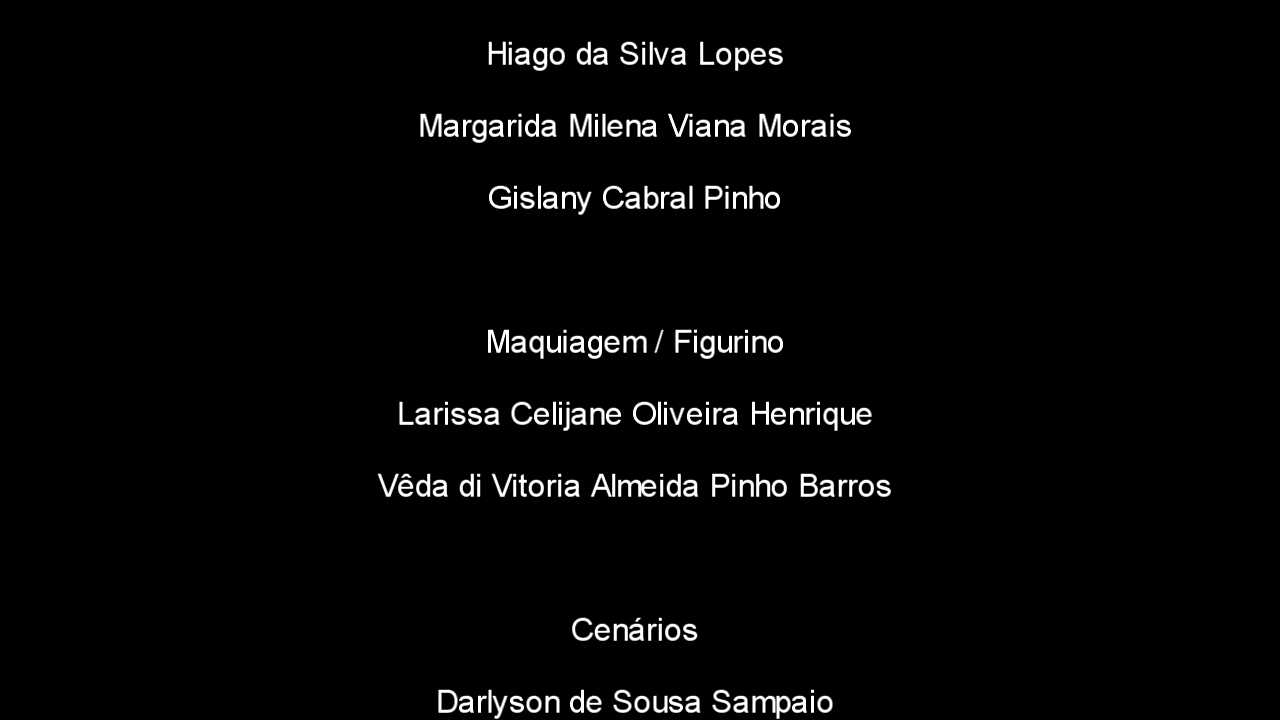 Hiago da Silva Lopes
Margarida Milena Viana Morais
Gislany Cabral Pinho
Maquiagem / Figurino
Larissa Celijane Oliveira Henrique
Vêda di Vitoria Almeida Pinho Barros
Cenários
Darlyson de Sousa Sampaio